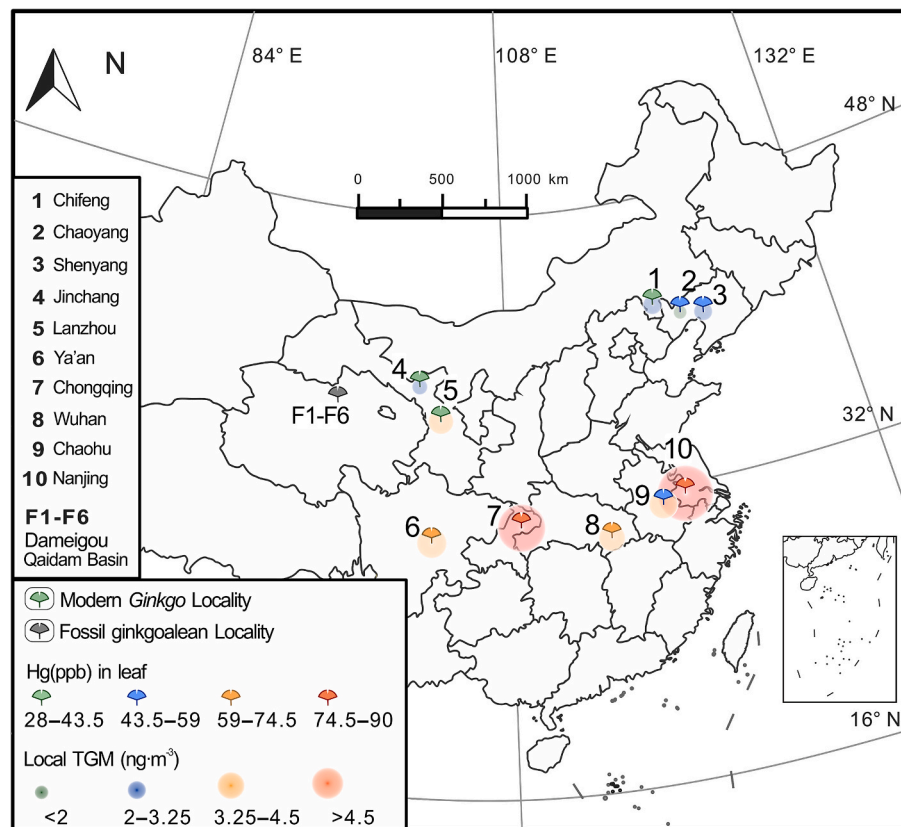 N
84° E
108° E
132° E
48° N
0 500 1000 km
1 Chifeng
2 Chaoyang
3 Shenyang
4 Jinchang
5 Lanzhou
6 Ya'an
7 Chongqing
8 Wuhan
9 Chaohu
10 Nanjing
F1-F6
Dameigou
Qaidam Basin
1
2
3
4
5
F1-F6
32° N
10
9
7
8
6
16° N
Modern Ginkgo Locality
Fossil ginkgoalean Locality
Hg(ppb) in leaf
28–43.5 43.5–59 59–74.5 74.5–90
Local TGM (ng·m⁻³)
<2 2–3.25 3.25–4.5 >4.5